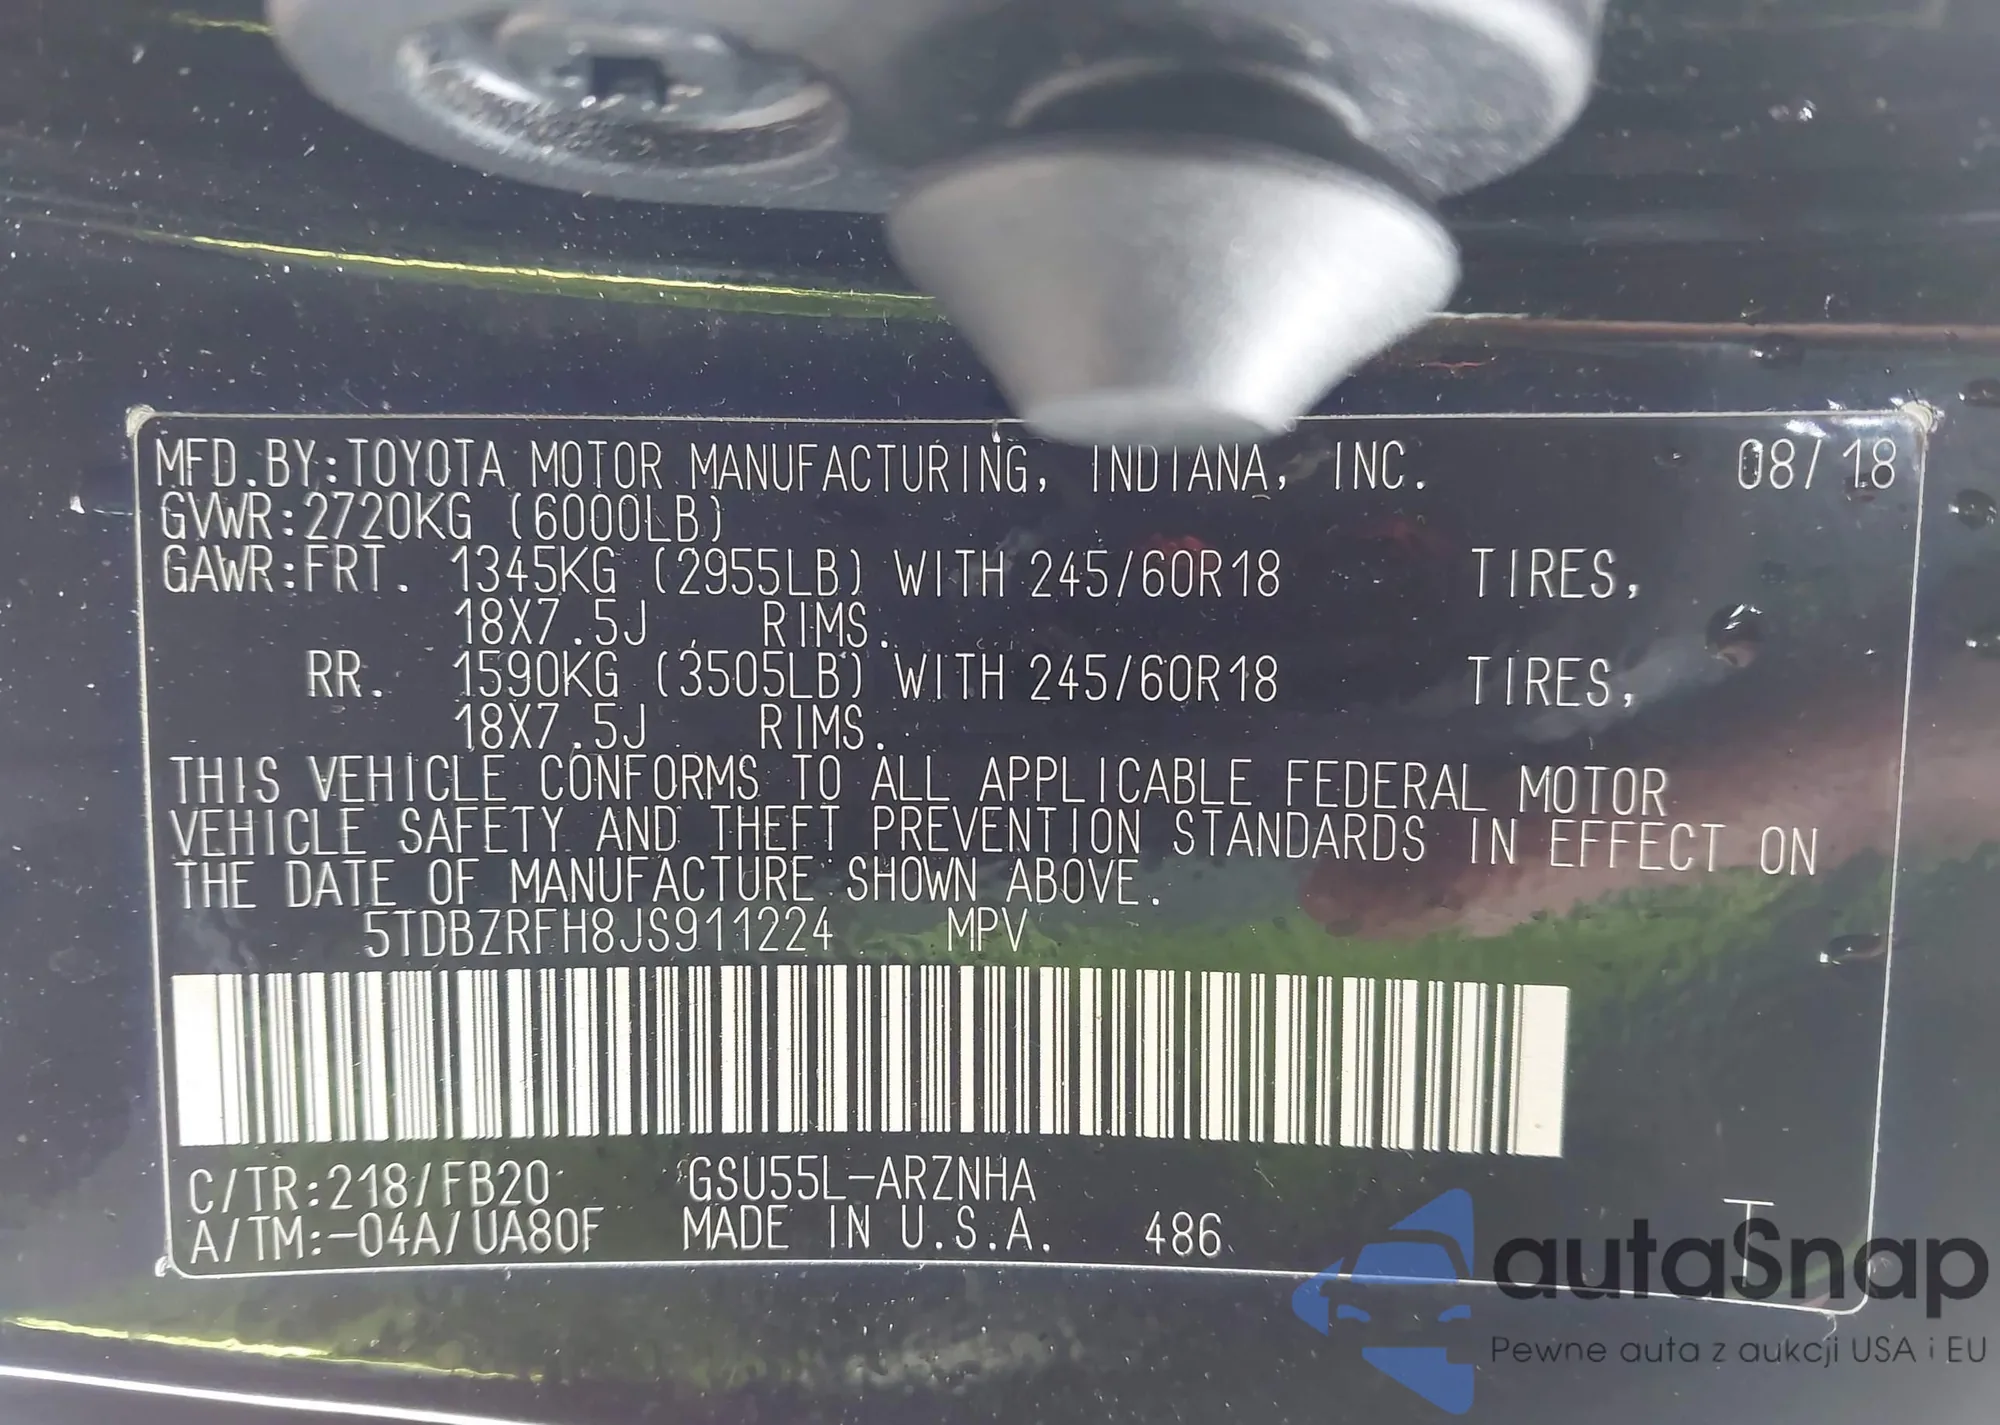 MFD.BY:TOYOTA MOTOR MANUFACTURING, INDIANA, INC. 08/18
GVWR:2720KG (6000LB)
GAWR:FRT. 1345KG (2955LB) WITH 245/60R18 TIRES,
18X7.5J RIMS.
RR. 1590KG (3505LB) WITH 245/60R18 TIRES,
18X7.5J RIMS.
THIS VEHICLE CONFORMS TO ALL APPLICABLE FEDERAL MOTOR
VEHICLE SAFETY AND THEFT PREVENTION STANDARDS IN EFFECT ON
THE DATE OF MANUFACTURE SHOWN ABOVE.
5TDBZRFH8JS911224 MPV
C/TR:218/FB20 GSU55L-ARZNHA
A/TM:-04A/UA80F MADE IN U.S.A. 486 T
autaSnap
Pewne auta z aukcji USA i EU